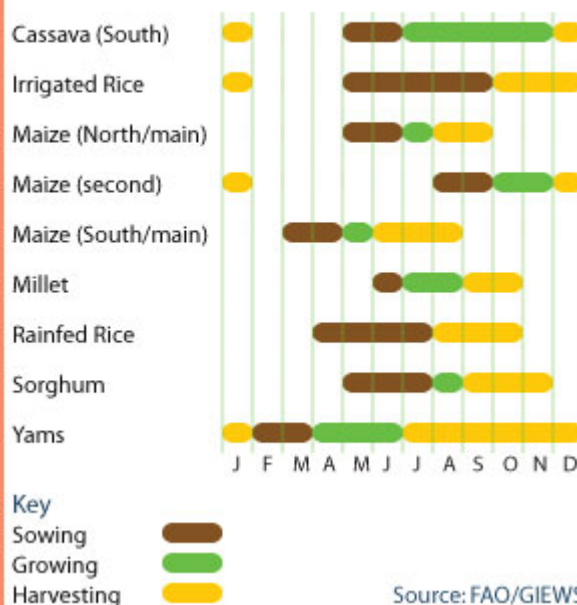 Cassava (South)
Irrigated Rice
Maize (North/main)
Maize (second)
Maize (South/main)
Millet
Rainfed Rice
Sorghum
Yams
J F M A M J J A S O N D
Key
Sowing
Growing
Harvesting
Source: FAO/GIEWS